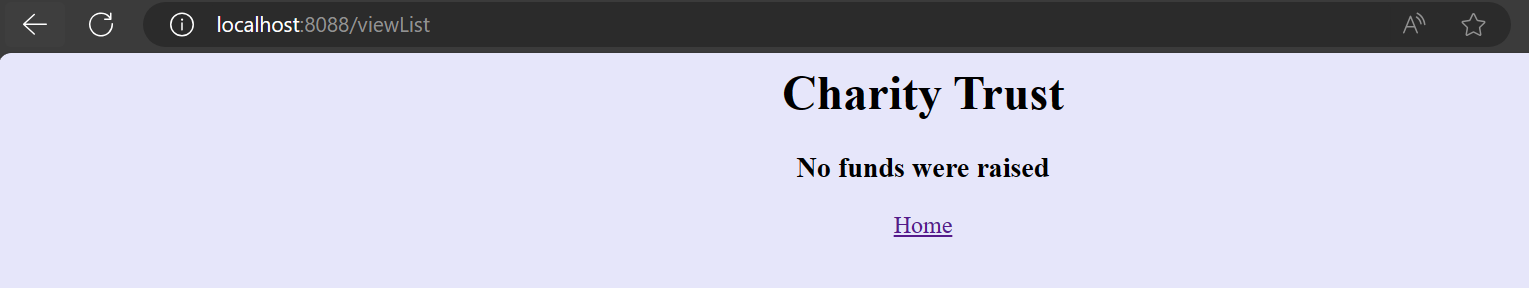 localhost:8088/viewList
Charity Trust
No funds were raised
Home